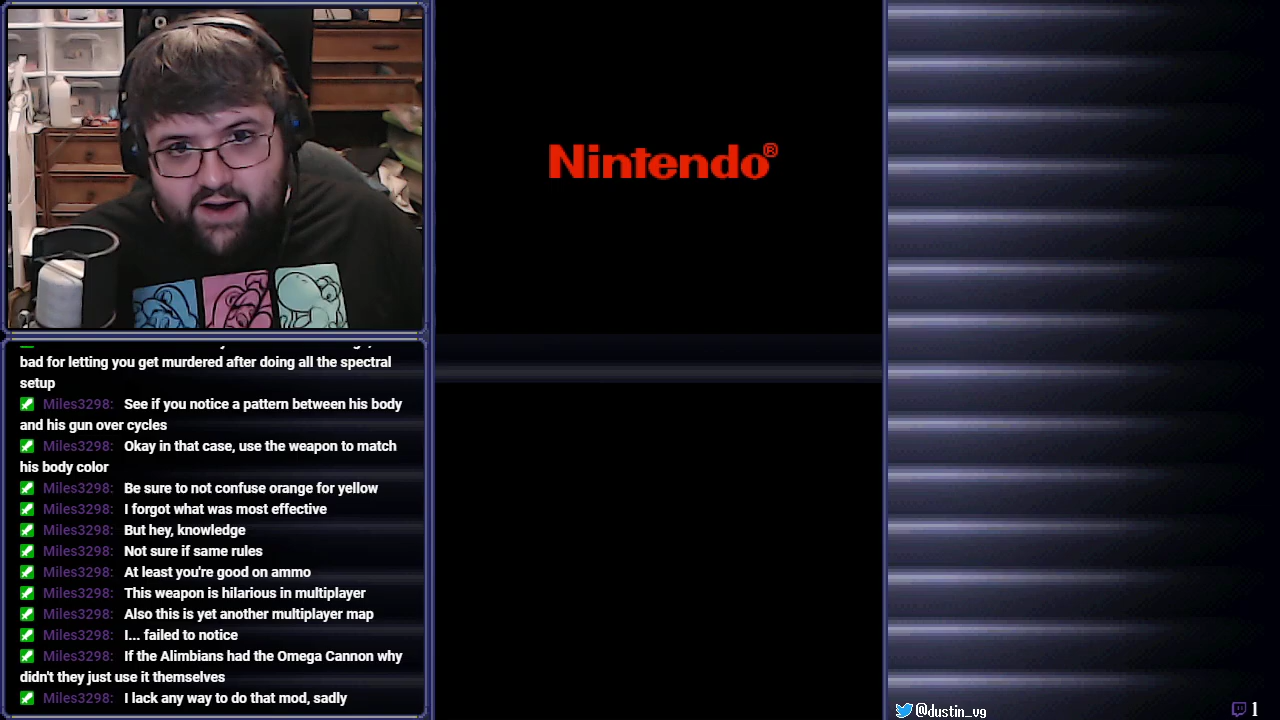 Nintendo®
bad for letting you get murdered after doing all the spectral
setup
Miles3298: See if you notice a pattern between his body
and his gun over cycles
Miles3298: Okay in that case, use the weapon to match
his body color
Miles3298: Be sure to not confuse orange for yellow
Miles3298: I forgot what was most effective
Miles3298: But hey, knowledge
Miles3298: Not sure if same rules
Miles3298: At least you're good on ammo
Miles3298: This weapon is hilarious in multiplayer
Miles3298: Also this is yet another multiplayer map
Miles3298: I... failed to notice
Miles3298: If the Alimbians had the Omega Cannon why
didn't they just use it themselves
Miles3298: I lack any way to do that mod, sadly
@dustin_vg
1